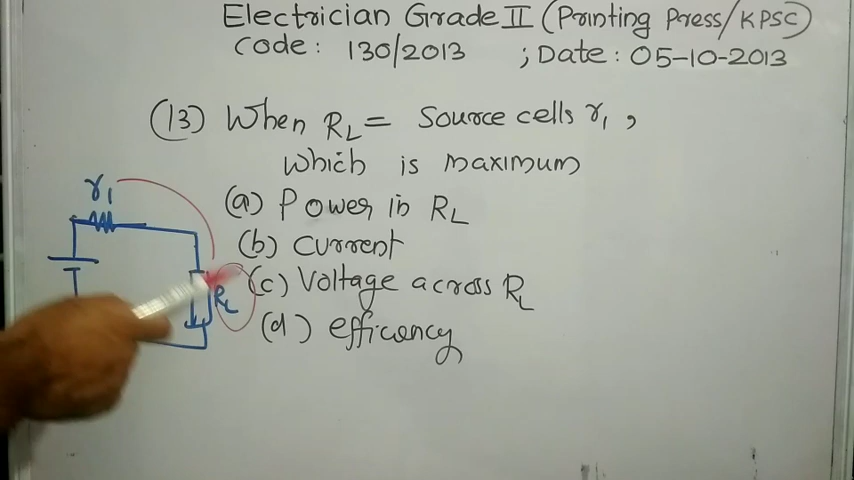 Electrician Grade II (Printing Press/KPSC)
Code: 130/2013 ; Date: 05-10-2013
(13) When RL = Source cells r1,
which is maximum
r1
(a) Power in RL
(b) Current
RL
(c) Voltage across RL
(d) efficency